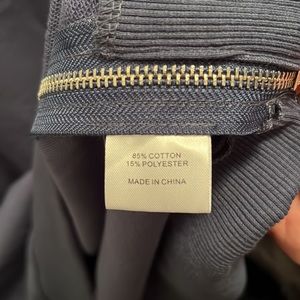 85% COTTON
15% POLYESTER
MADE IN CHINA